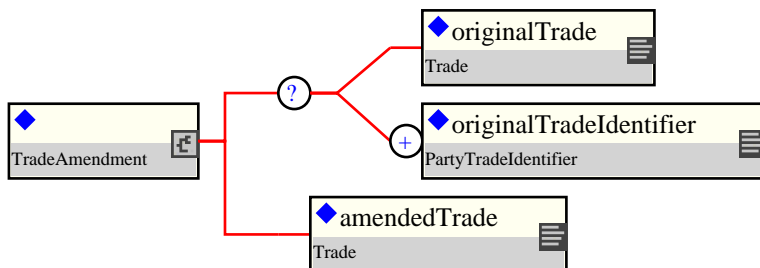 originalTrade
Trade
?
originalTradeIdentifier
PartyTradeIdentifier
+
TradeAmendment
amendedTrade
Trade